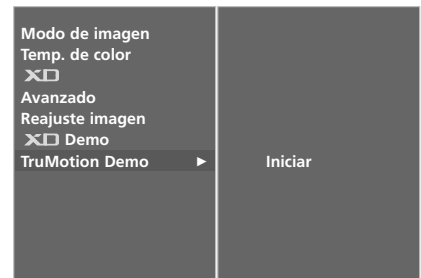 Modo de imagen
Temp. de color
XD
Avanzado
Reajuste imagen
XD Demo
TruMotion Demo ► Iniciar